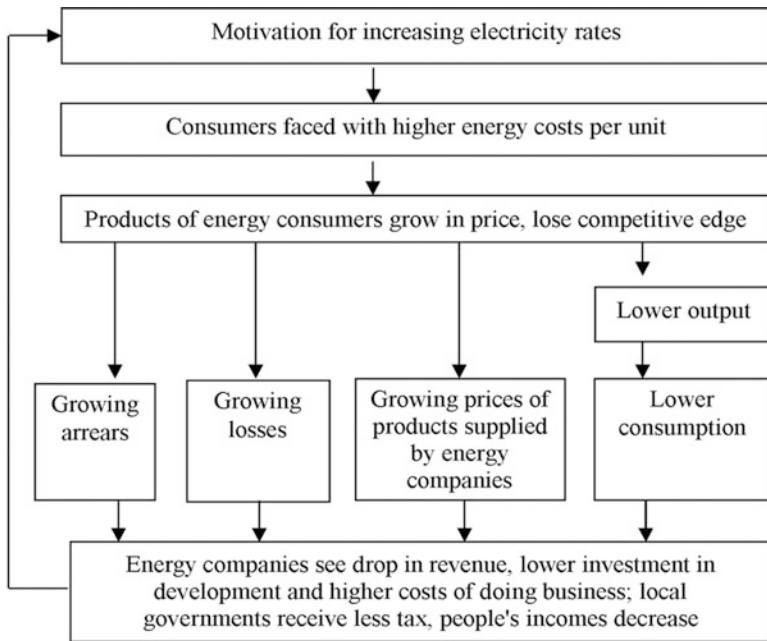 Motivation for increasing electricity rates
Consumers faced with higher energy costs per unit
Products of energy consumers grow in price, lose competitive edge
Lower output
Growing
arrears
Growing
losses
Growing prices of
products supplied
by energy
companies
Lower
consumption
Energy companies see drop in revenue, lower investment in
development and higher costs of doing business; local
governments receive less tax, people's incomes decrease